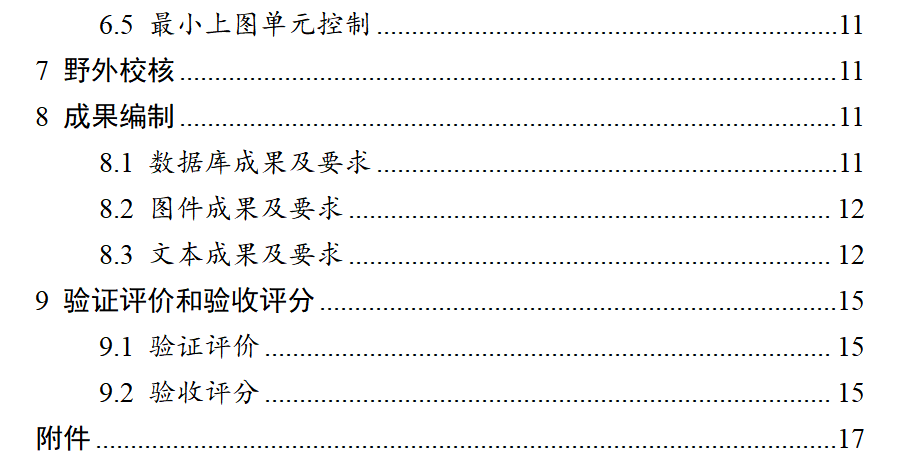 6.5 最小上图单元控制........................................................11
7 野外校核........................................................................11
8 成果编制........................................................................11
8.1 数据库成果及要求........................................................11
8.2 图件成果及要求........................................................ 12
8.3 文本成果及要求........................................................ 12
9 验证评价和验收评分........................................................15
9.1 验证评价................................................................ 15
9.2 验收评分................................................................ 15
附件................................................................................17